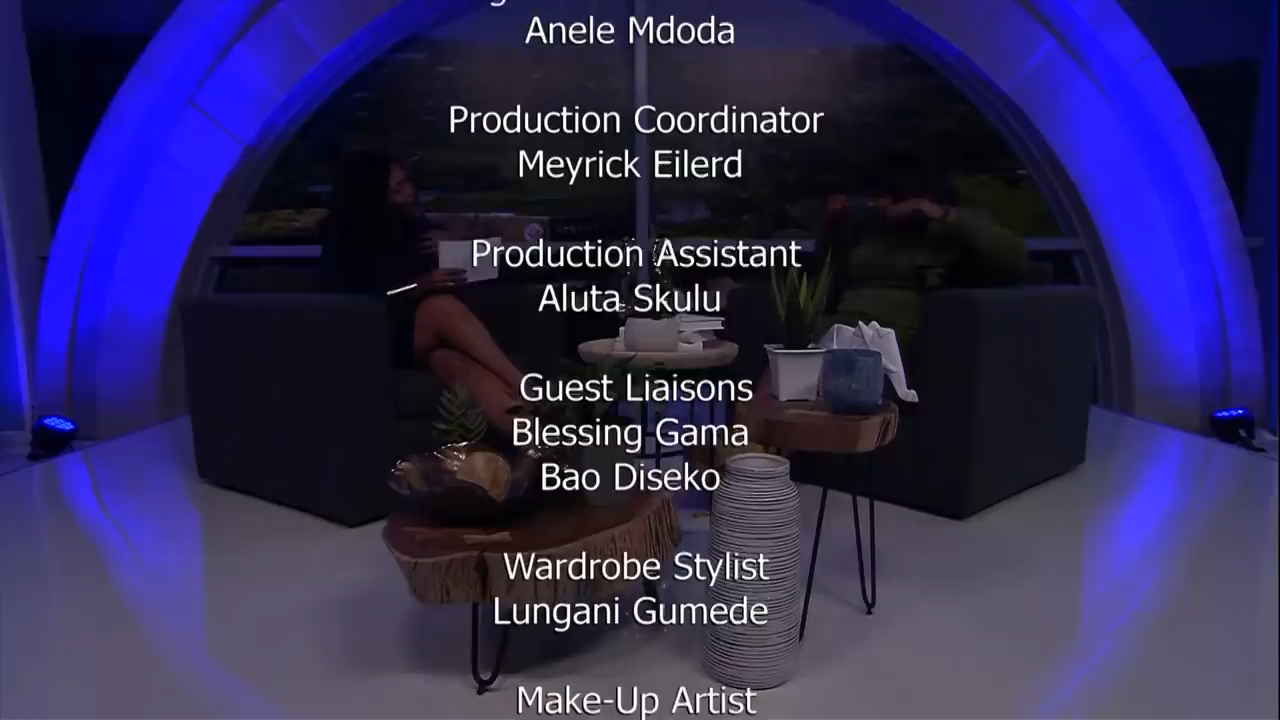 Anele Mdoda
Production Coordinator
Meyrick Eilerd
Production Assistant
Aluta Skulu
Guest Liaisons
Blessing Gama
Bao Diseko
Wardrobe Stylist
Lungani Gumede
Make-Up Artist